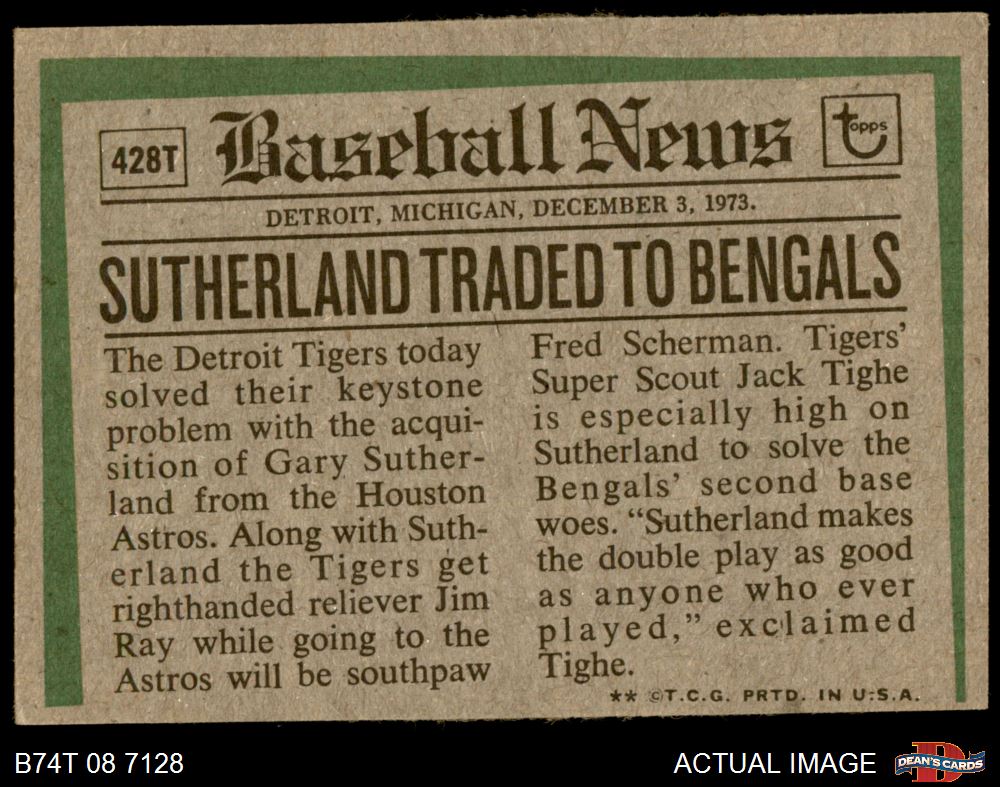 428T
Baseball News
topps
DETROIT, MICHIGAN, DECEMBER 3, 1973.
SUTHERLAND TRADED TO BENGALS
The Detroit Tigers today
solved their keystone
problem with the acqui-
sition of Gary Suther-
land from the Houston
Astros. Along with Suth-
erland the Tigers get
righthanded reliever Jim
Ray while going to the
Astros will be southpaw
Fred Scherman. Tigers’
Super Scout Jack Tighe
is especially high on
Sutherland to solve the
Bengals’ second base
woes. “Sutherland makes
the double play as good
as anyone who ever
played,” exclaimed
Tighe.
** ©T.C.G. PRTD. IN U.S.A.
B74T 08 7128
ACTUAL IMAGE
D
DEAN'S CARDS